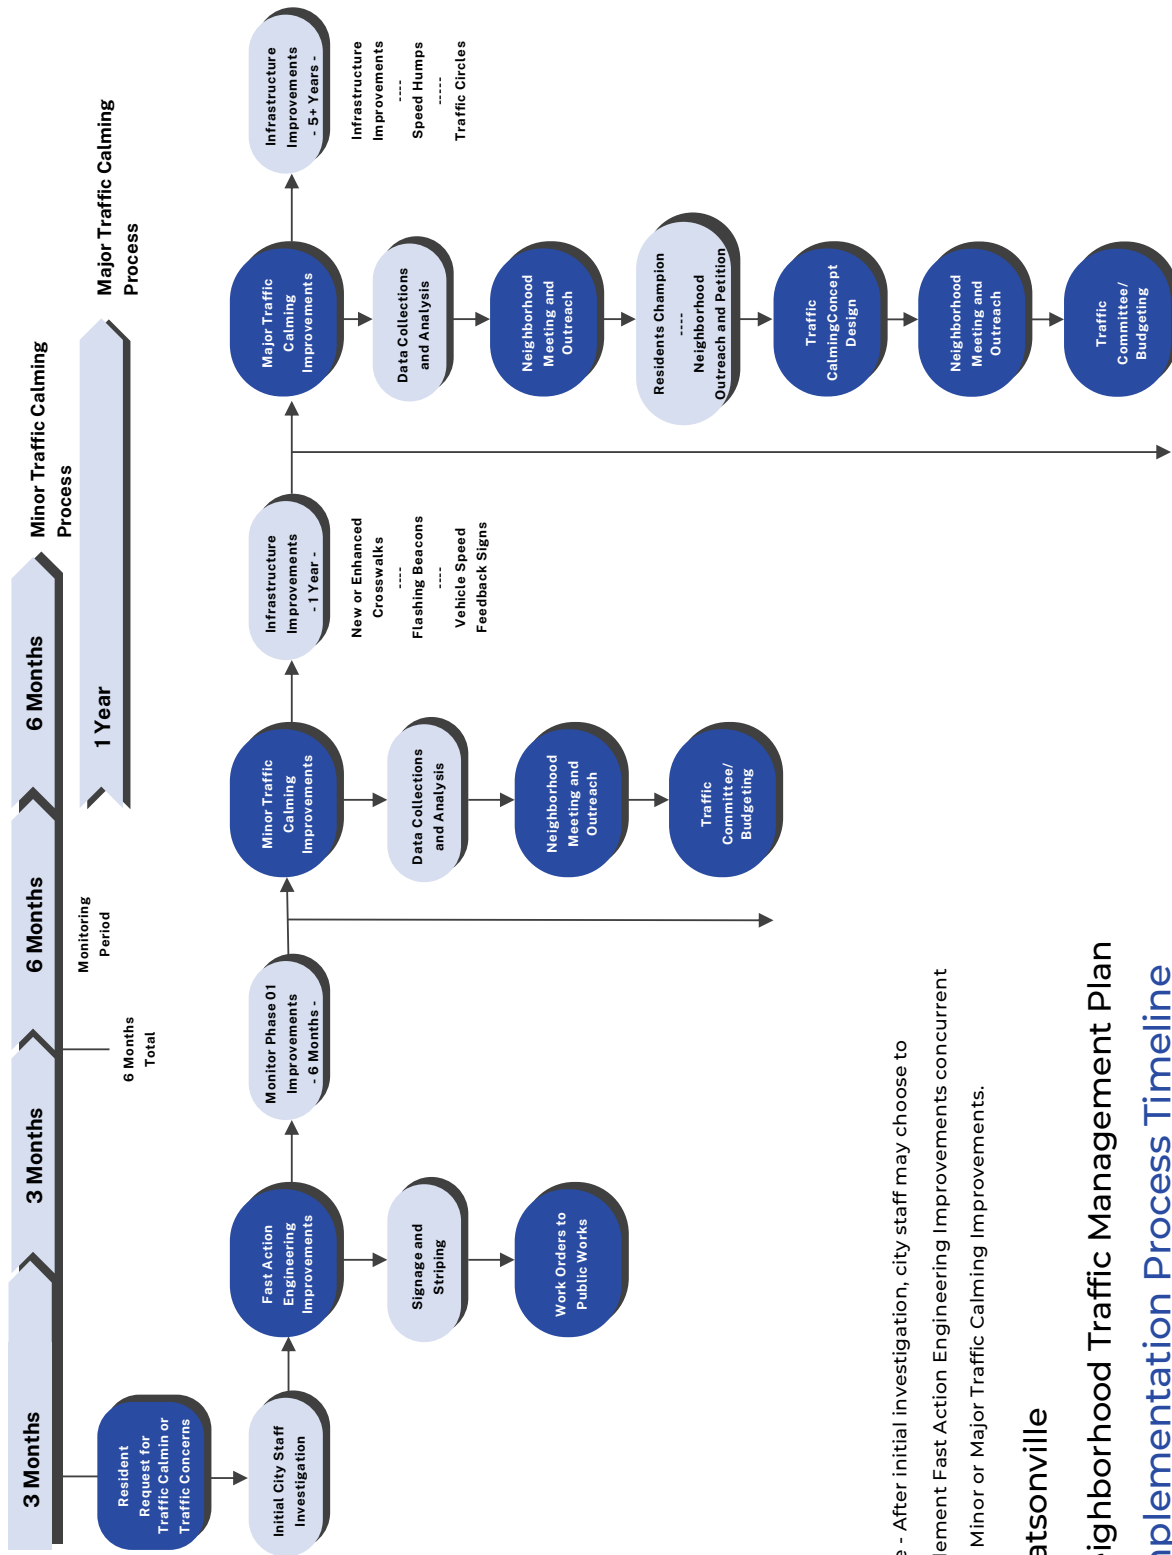 3 Months
3 Months
6 Months
6 Months
Minor Traffic Calming
Process
1 Year
Major Traffic Calming
Process
6 Months
Total
Monitoring
Period
Resident
Request for
Traffic Calmin or
Traffic Concerns
Initial City Staff
Investigation
Fast Action
Engineering
Improvements
Signage and
Striping
Work Orders to
Public Works
Monitor Phase 01
Improvements
- 6 Months -
Minor Traffic
Calming
Improvements
Data Collections
and Analysis
Neighborhood
Meeting and
Outreach
Traffic
Committee/
Budgeting
Infrastructure
Improvements
- 1 Year -
New or Enhanced
Crosswalks
----
Flashing Beacons
----
Vehicle Speed
Feedback Signs
Major Traffic
Calming
Improvements
Data Collections
and Analysis
Neighborhood
Meeting and
Outreach
Residents Champion
----
Neighborhood
Outreach and Petition
Traffic
CalmingConcept
Design
Neighborhood
Meeting and
Outreach
Traffic
Committee/
Budgeting
Infrastructure
Improvements
- 5+ Years -
Infrastructure
Improvements
----
Speed Humps
-----
Traffic Circles
e - After initial investigation, city staff may choose to
lement Fast Action Engineering Improvements concurrent
Minor or Major Traffic Calming Improvements.
atsonville
eighborhood Traffic Management Plan
plementation Process Timeline